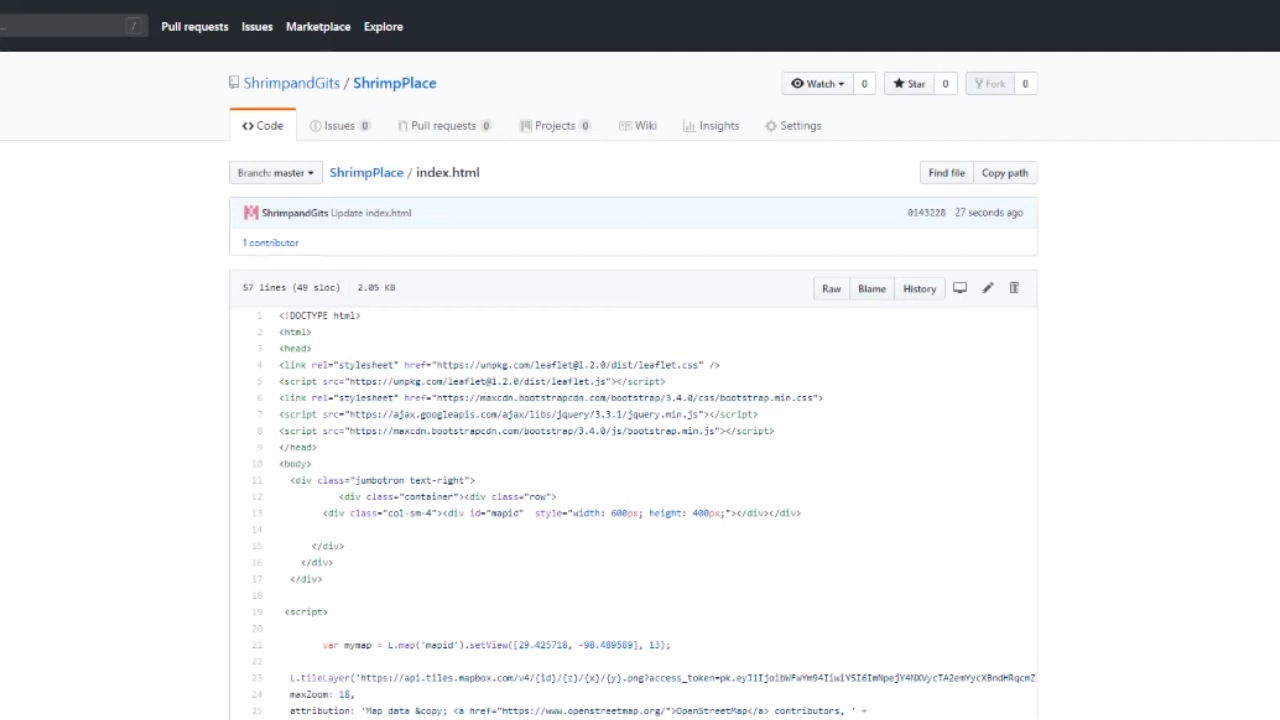 / Pull requests Issues Marketplace Explore
ShrimpandGits / ShrimpPlace Watch 0 Star 0 Fork 0
Code Issues 0 Pull requests 0 Projects 0 Wiki Insights Settings
Branch: master ShrimpPlace / index.html Find file Copy path
ShrimpandGits Update index.html 0143228 27 seconds ago
1 contributor
57 lines (49 sloc) 2.05 KB Raw Blame History
1 <!DOCTYPE html>
2 <html>
3 <head>
4 <link rel="stylesheet" href="https://unpkg.com/leaflet@1.2.0/dist/leaflet.css" />
5 <script src="https://unpkg.com/leaflet@1.2.0/dist/leaflet.js"></script>
6 <link rel="stylesheet" href="https://maxcdn.bootstrapcdn.com/bootstrap/3.4.0/css/bootstrap.min.css">
7 <script src="https://ajax.googleapis.com/ajax/libs/jquery/3.3.1/jquery.min.js"></script>
8 <script src="https://maxcdn.bootstrapcdn.com/bootstrap/3.4.0/js/bootstrap.min.js"></script>
9 </head>
10 <body>
11 <div class="jumbotron text-right">
12 <div class="container"><div class="row">
13 <div class="col-sm-4"><div id="mapid" style="width: 600px; height: 400px;"></div></div>
14
15 </div>
16 </div>
17 </div>
18
19 <script>
20
21 var mymap = L.map('mapid').setView([29.425718, -98.489589], 13);
22
23 L.tileLayer('https://api.tiles.mapbox.com/v4/{id}/{z}/{x}/{y}.png?access_token=
24 maxZoom: 18,
25 attribution: 'Map data &copy; <a href="https://www.openstreetmap.org/">OpenStreetMap</a> contributors, ' +